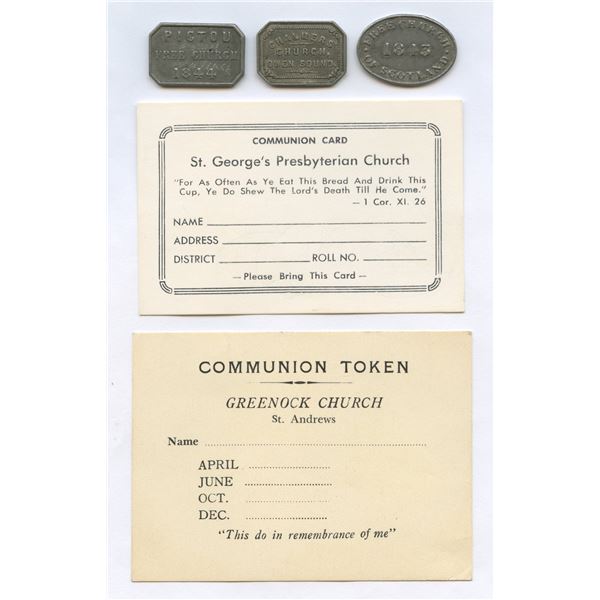 PICTOU
FREE CHURCH
1844
CHALMERS
CHURCH,
OWEN SOUND.
FREE CHURCH
1843
OF SCOTLAND
COMMUNION CARD
St. George's Presbyterian Church
"For As Often As Ye Eat This Bread And Drink This
Cup, Ye Do Shew The Lord's Death Till He Come."
— 1 Cor. XI. 26
NAME
ADDRESS
DISTRICT ROLL NO.
— Please Bring This Card —
COMMUNION TOKEN
GREENOCK CHURCH
St. Andrews
Name
APRIL
JUNE
OCT.
DEC.
"This do in remembrance of me"